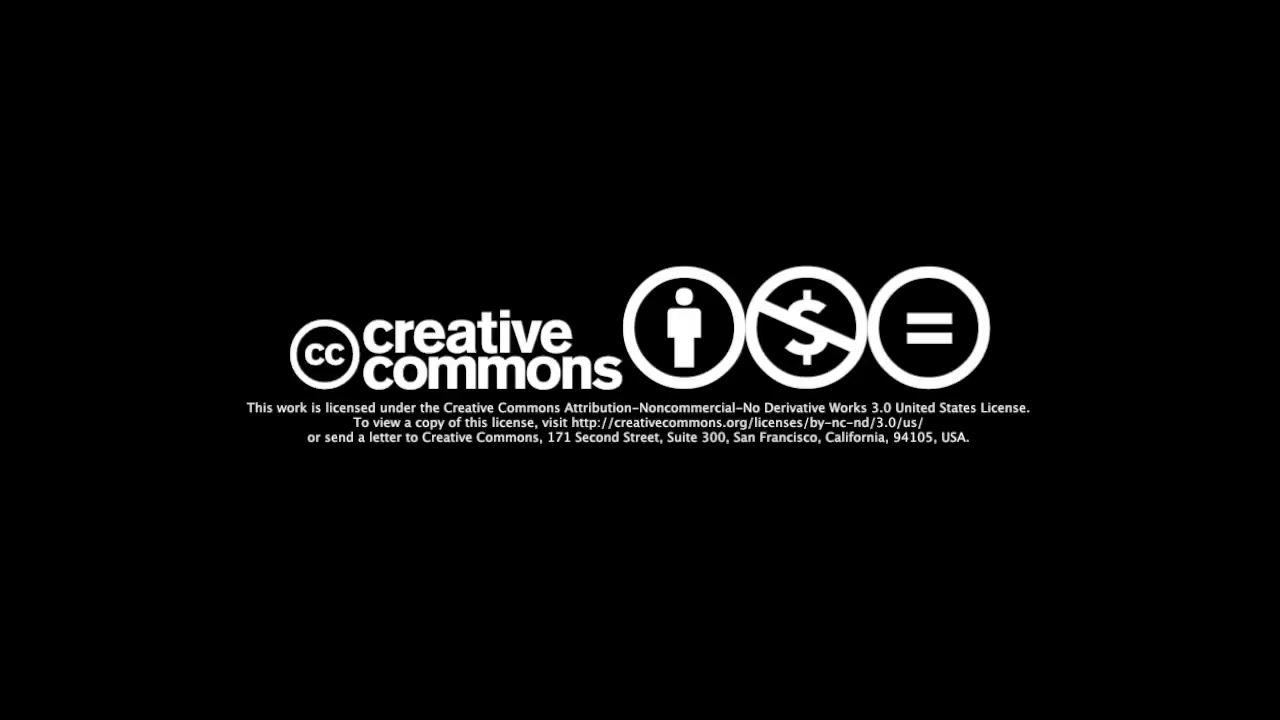 cc creative
commons
$
=
This work is licensed under the Creative Commons Attribution-Noncommercial-No Derivative Works 3.0 United States License.
To view a copy of this license, visit http://creativecommons.org/licenses/by-nc-nd/3.0/us/
or send a letter to Creative Commons, 171 Second Street, Suite 300, San Francisco, California, 94105, USA.